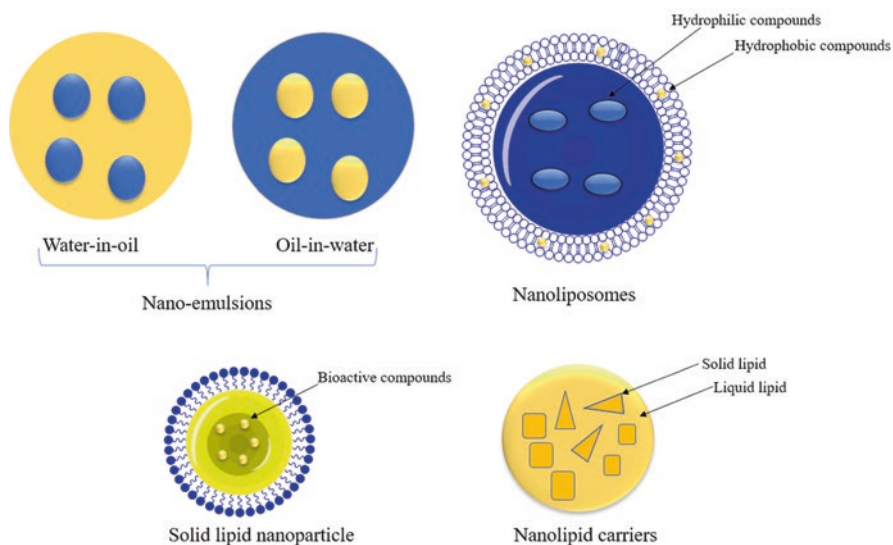 Hydrophilic compounds
Hydrophobic compounds
Water-in-oil
Oil-in-water
Nano-emulsions
Nanoliposomes
Bioactive compounds
Solid lipid
Liquid lipid
Solid lipid nanoparticle
Nanolipid carriers